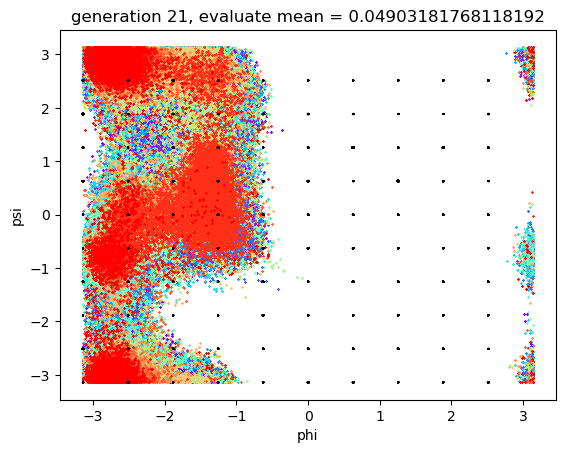 generation 21, evaluate mean = 0.04903181768118192
psi
3
2
1
0
−1
−2
−3
−3 −2 −1 0 1 2 3
phi